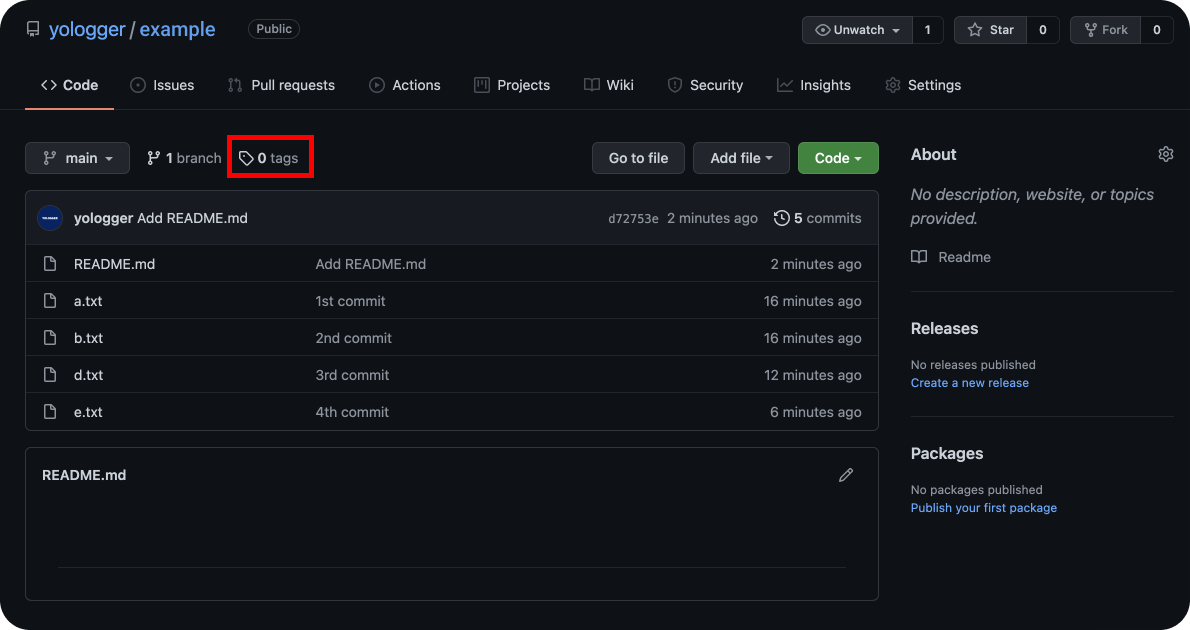 yologger / example Public Unwatch 1 Star 0 Fork 0
Code Issues Pull requests Actions Projects Wiki Security Insights Settings
main 1 branch 0 tags Go to file Add file Code
yologger Add README.md d72753e 2 minutes ago 5 commits
README.md Add README.md 2 minutes ago
a.txt 1st commit 16 minutes ago
b.txt 2nd commit 16 minutes ago
d.txt 3rd commit 12 minutes ago
e.txt 4th commit 6 minutes ago
README.md
About
No description, website, or topics
provided.
Readme
Releases
No releases published
Create a new release
Packages
No packages published
Publish your first package